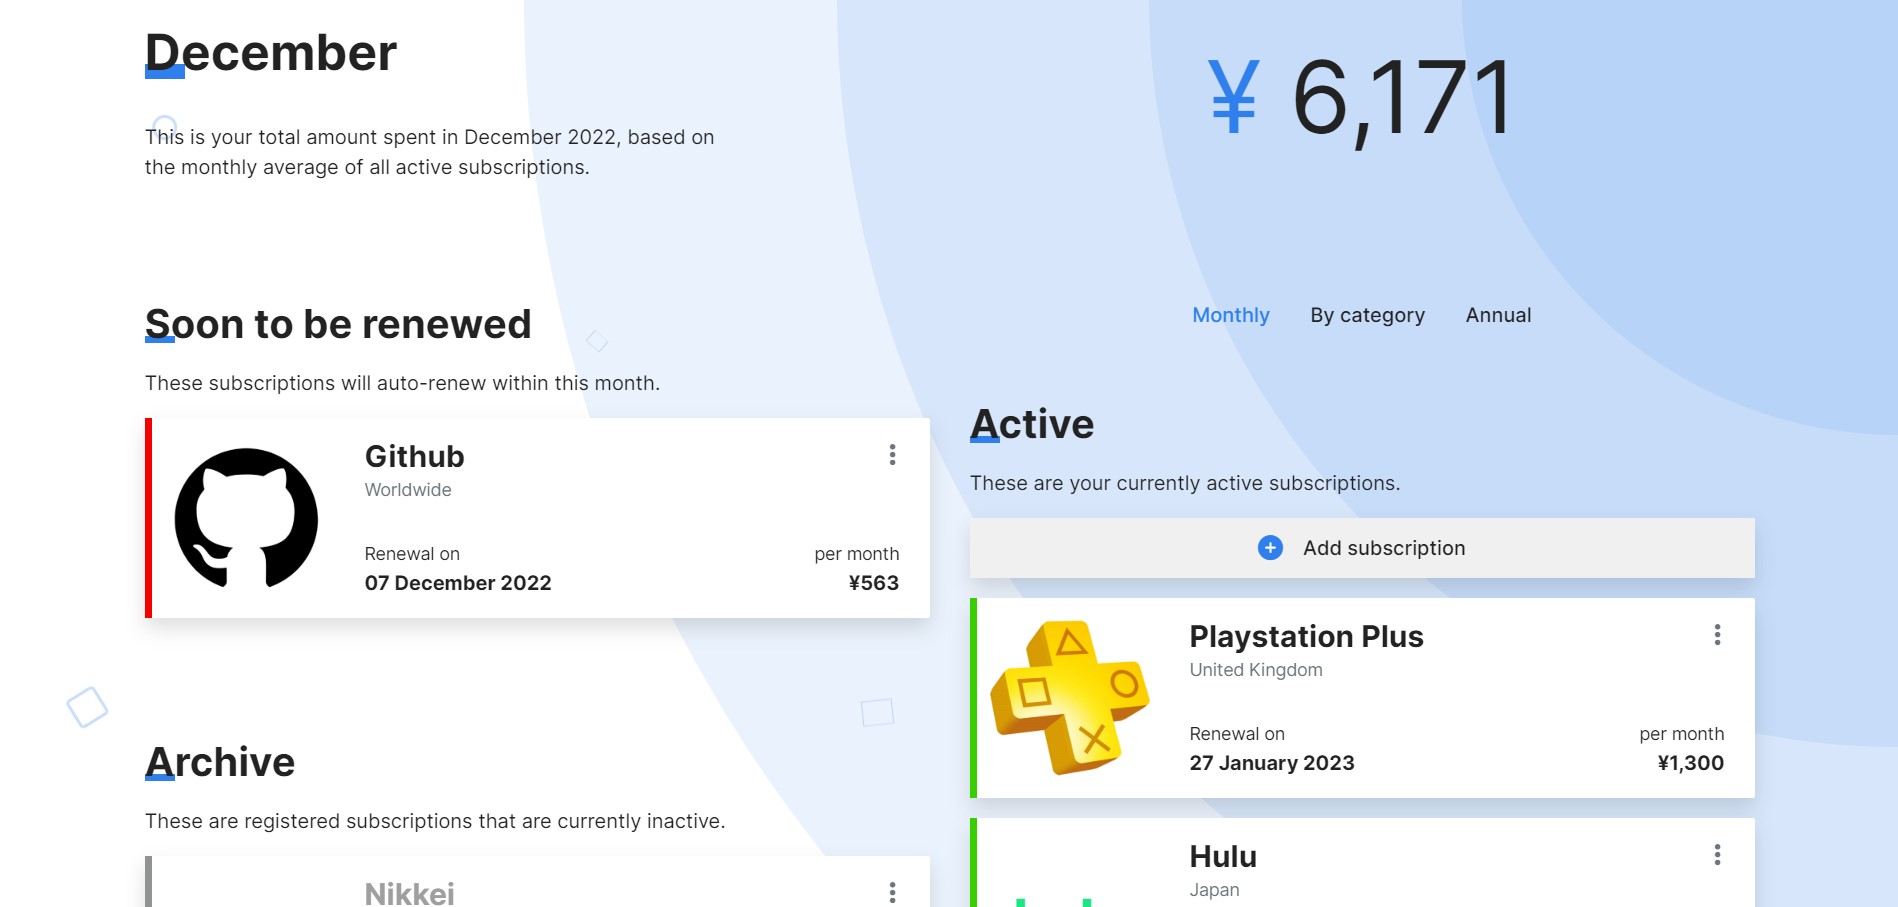 December
This is your total amount spent in December 2022, based on
the monthly average of all active subscriptions.
¥ 6,171
Soon to be renewed
These subscriptions will auto-renew within this month.
Github
Worldwide
Renewal on
07 December 2022
per month
¥563
Archive
These are registered subscriptions that are currently inactive.
Nikkei
Monthly By category Annual
Active
These are your currently active subscriptions.
Add subscription
Playstation Plus
United Kingdom
Renewal on
27 January 2023
per month
¥1,300
Hulu
Japan